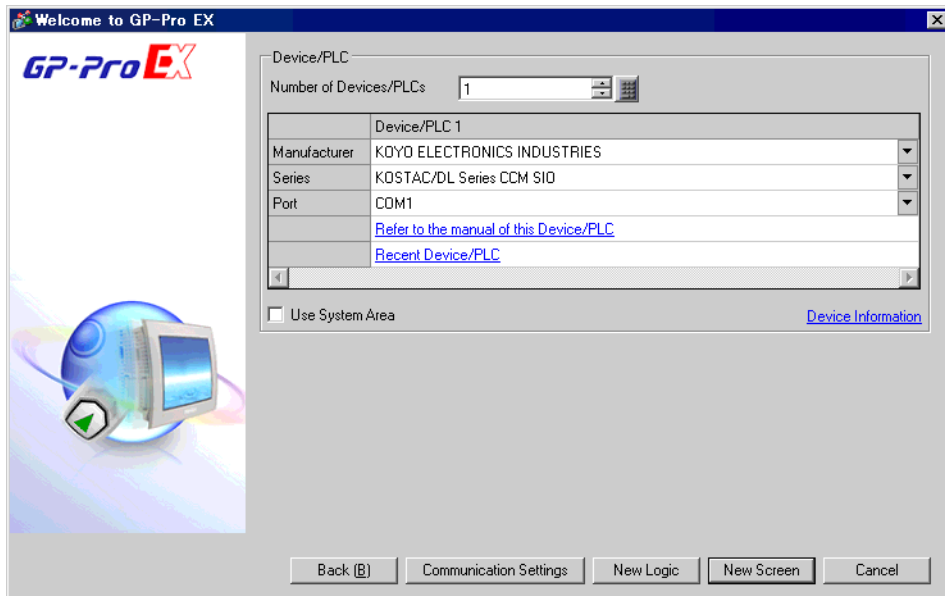 Welcome to GP-Pro EX
GP-Pro EX
Device/PLC
Number of Devices/PLCs 1
Device/PLC 1
Manufacturer KOYO ELECTRONICS INDUSTRIES
Series KOSTAC/DL Series CCM SIO
Port COM1
Refer to the manual of this Device/PLC
Recent Device/PLC
Use System Area Device Information
Back (B) Communication Settings New Logic New Screen Cancel